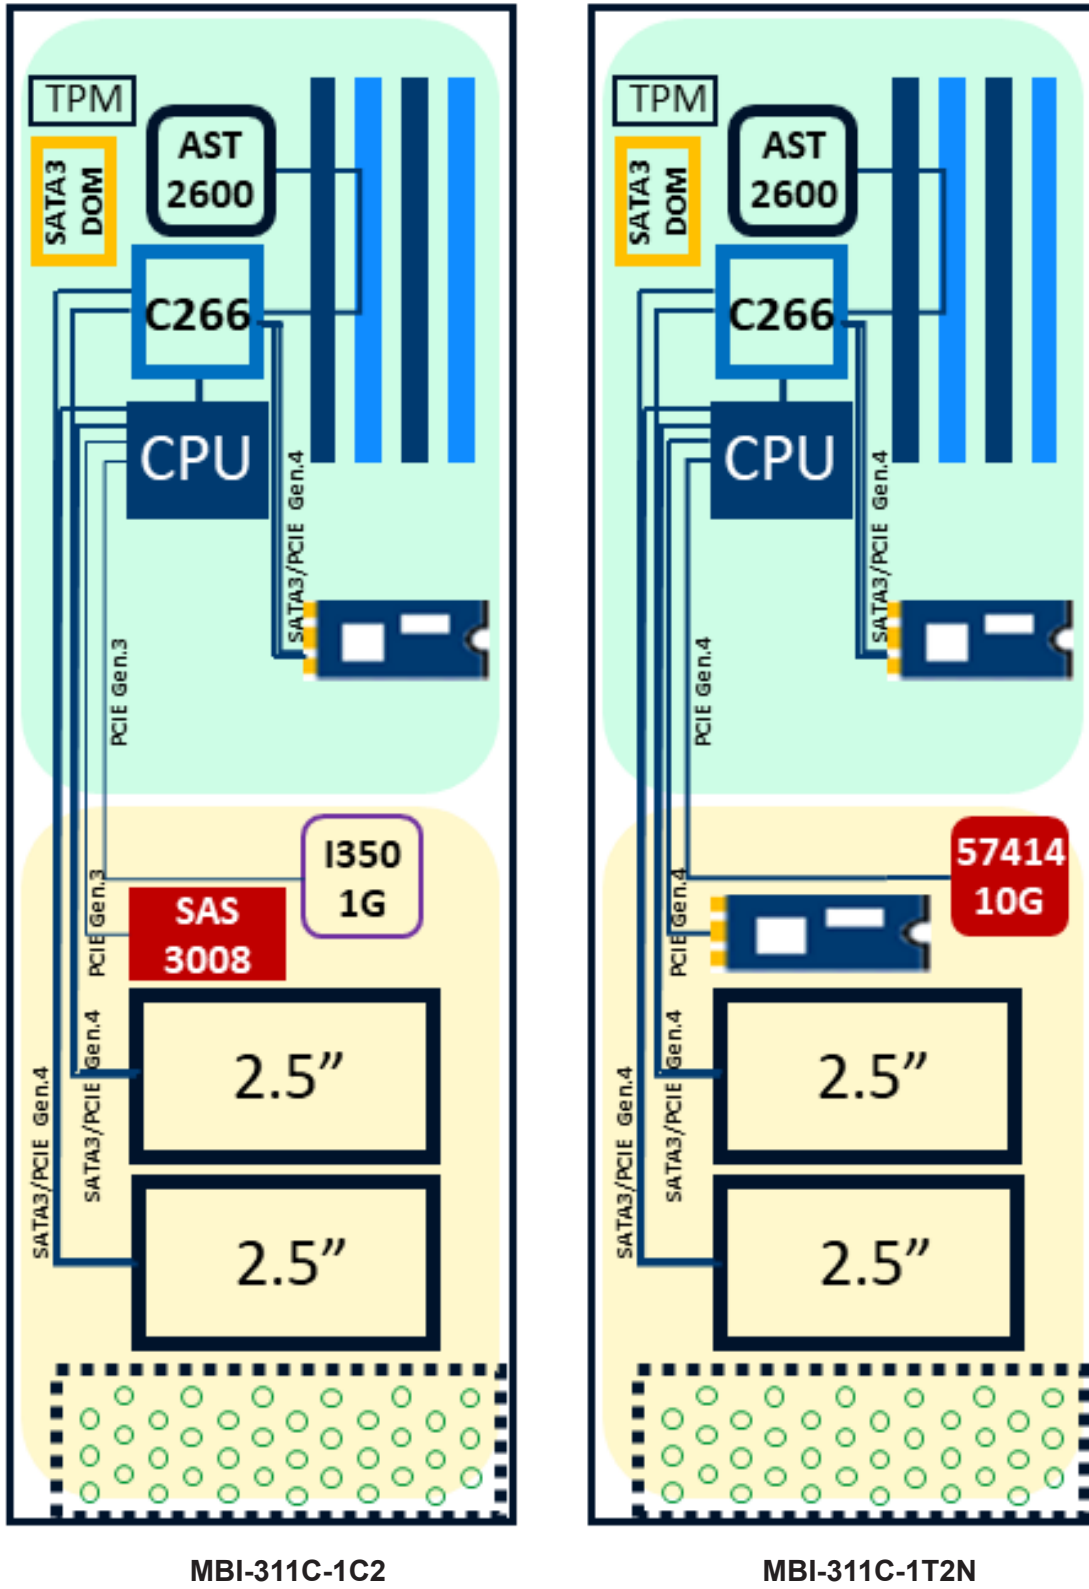 TPM
SATA3
DOM
AST
2600
C266
CPU
SATA3/PCIE Gen.4
PCIE Gen.3
I350
1G
PCIE Gen.3
SAS
3008
2.5”
SATA3/PCIE Gen.4
SATA3/PCIE Gen.4
2.5”
MBI-311C-1C2
TPM
SATA3
DOM
AST
2600
C266
CPU
SATA3/PCIE Gen.4
PCIE Gen.4
57414
10G
PCIE Gen.4
2.5”
SATA3/PCIE Gen.4
SATA3/PCIE Gen.4
2.5”
MBI-311C-1T2N